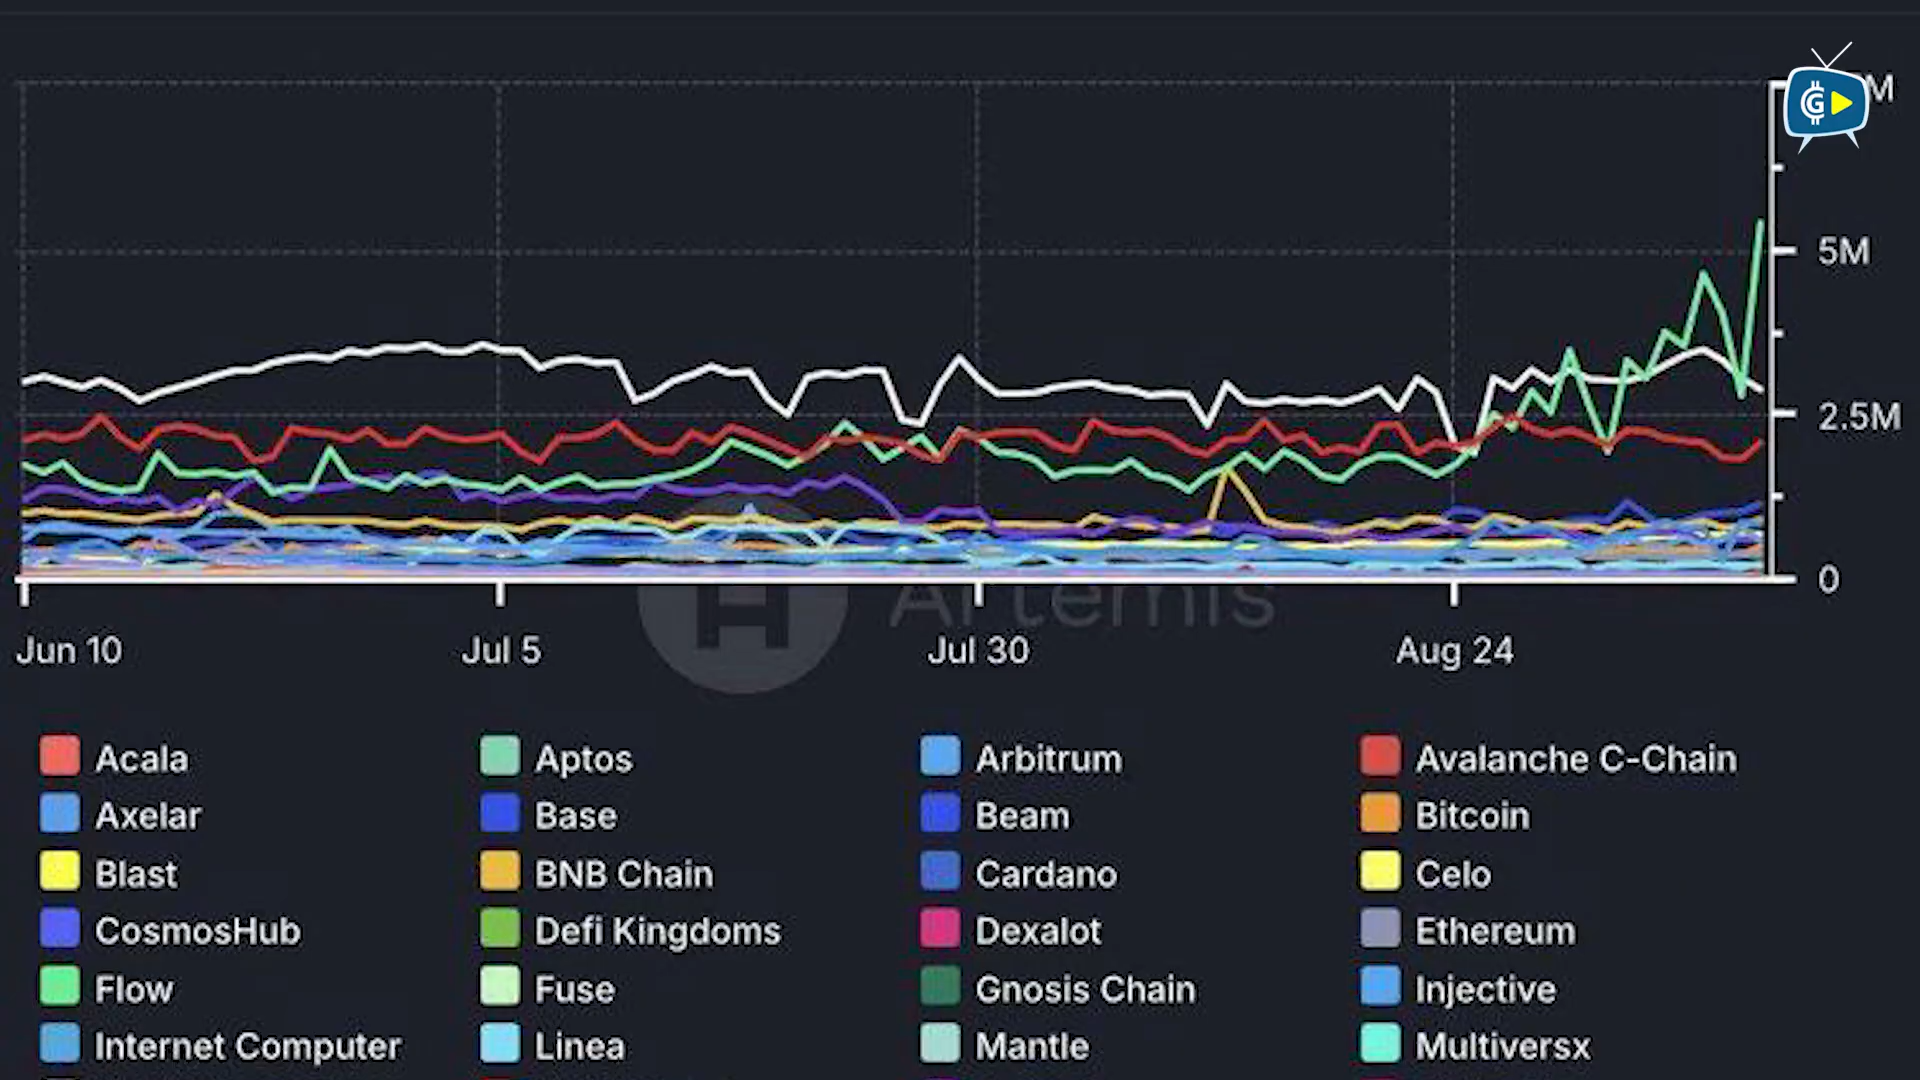 M
5M
2.5M
0
Artemis
Jun 10 Jul 5 Jul 30 Aug 24
Acala Aptos Arbitrum Avalanche C-Chain
Axelar Base Beam Bitcoin
Blast BNB Chain Cardano Celo
CosmosHub Defi Kingdoms Dexalot Ethereum
Flow Fuse Gnosis Chain Injective
Internet Computer Linea Mantle Multiversx